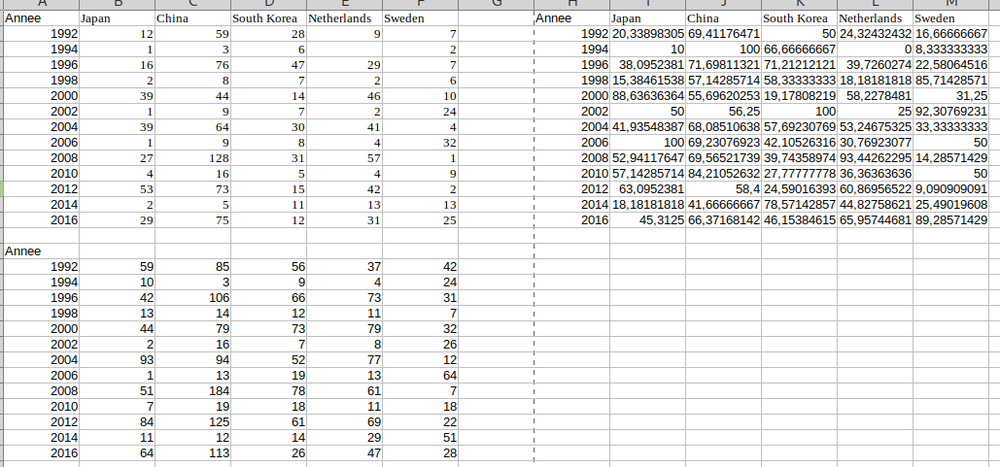 A B C D E F G H I J K L M
Annee Japan China South Korea Netherlands Sweden Annee Japan China South Korea Netherlands Sweden
1992 12 59 28 9 7 1992 20,33898305 69,41176471 50 24,32432432 16,66666667
1994 1 3 6 2 1994 10 100 66,66666667 0 8,333333333
1996 16 76 47 29 7 1996 38,0952381 71,69811321 71,21212121 39,7260274 22,58064516
1998 2 8 7 2 6 1998 15,38461538 57,14285714 58,33333333 18,18181818 85,71428571
2000 39 44 14 46 10 2000 88,63636364 55,69620253 19,17808219 58,2278481 31,25
2002 1 9 7 2 24 2002 50 56,25 100 25 92,30769231
2004 39 64 30 41 4 2004 41,93548387 68,08510638 57,69230769 53,24675325 33,33333333
2006 1 9 8 4 32 2006 100 69,23076923 42,10526316 30,76923077 50
2008 27 128 31 57 1 2008 52,94117647 69,56521739 39,74358974 93,44262295 14,28571429
2010 4 16 5 4 9 2010 57,14285714 84,21052632 27,77777778 36,36363636 50
2012 53 73 15 42 2 2012 63,0952381 58,4 24,59016393 60,86956522 9,090909091
2014 2 5 11 13 13 2014 18,18181818 41,66666667 78,57142857 44,82758621 25,49019608
2016 29 75 12 31 25 2016 45,3125 66,37168142 46,15384615 65,95744681 89,28571429
Annee
1992 59 85 56 37 42
1994 10 3 9 4 24
1996 42 106 66 73 31
1998 13 14 12 11 7
2000 44 79 73 79 32
2002 2 16 7 8 26
2004 93 94 52 77 12
2006 1 13 19 13 64
2008 51 184 78 61 7
2010 7 19 18 11 18
2012 84 125 61 69 22
2014 11 12 14 29 51
2016 64 113 26 47 28